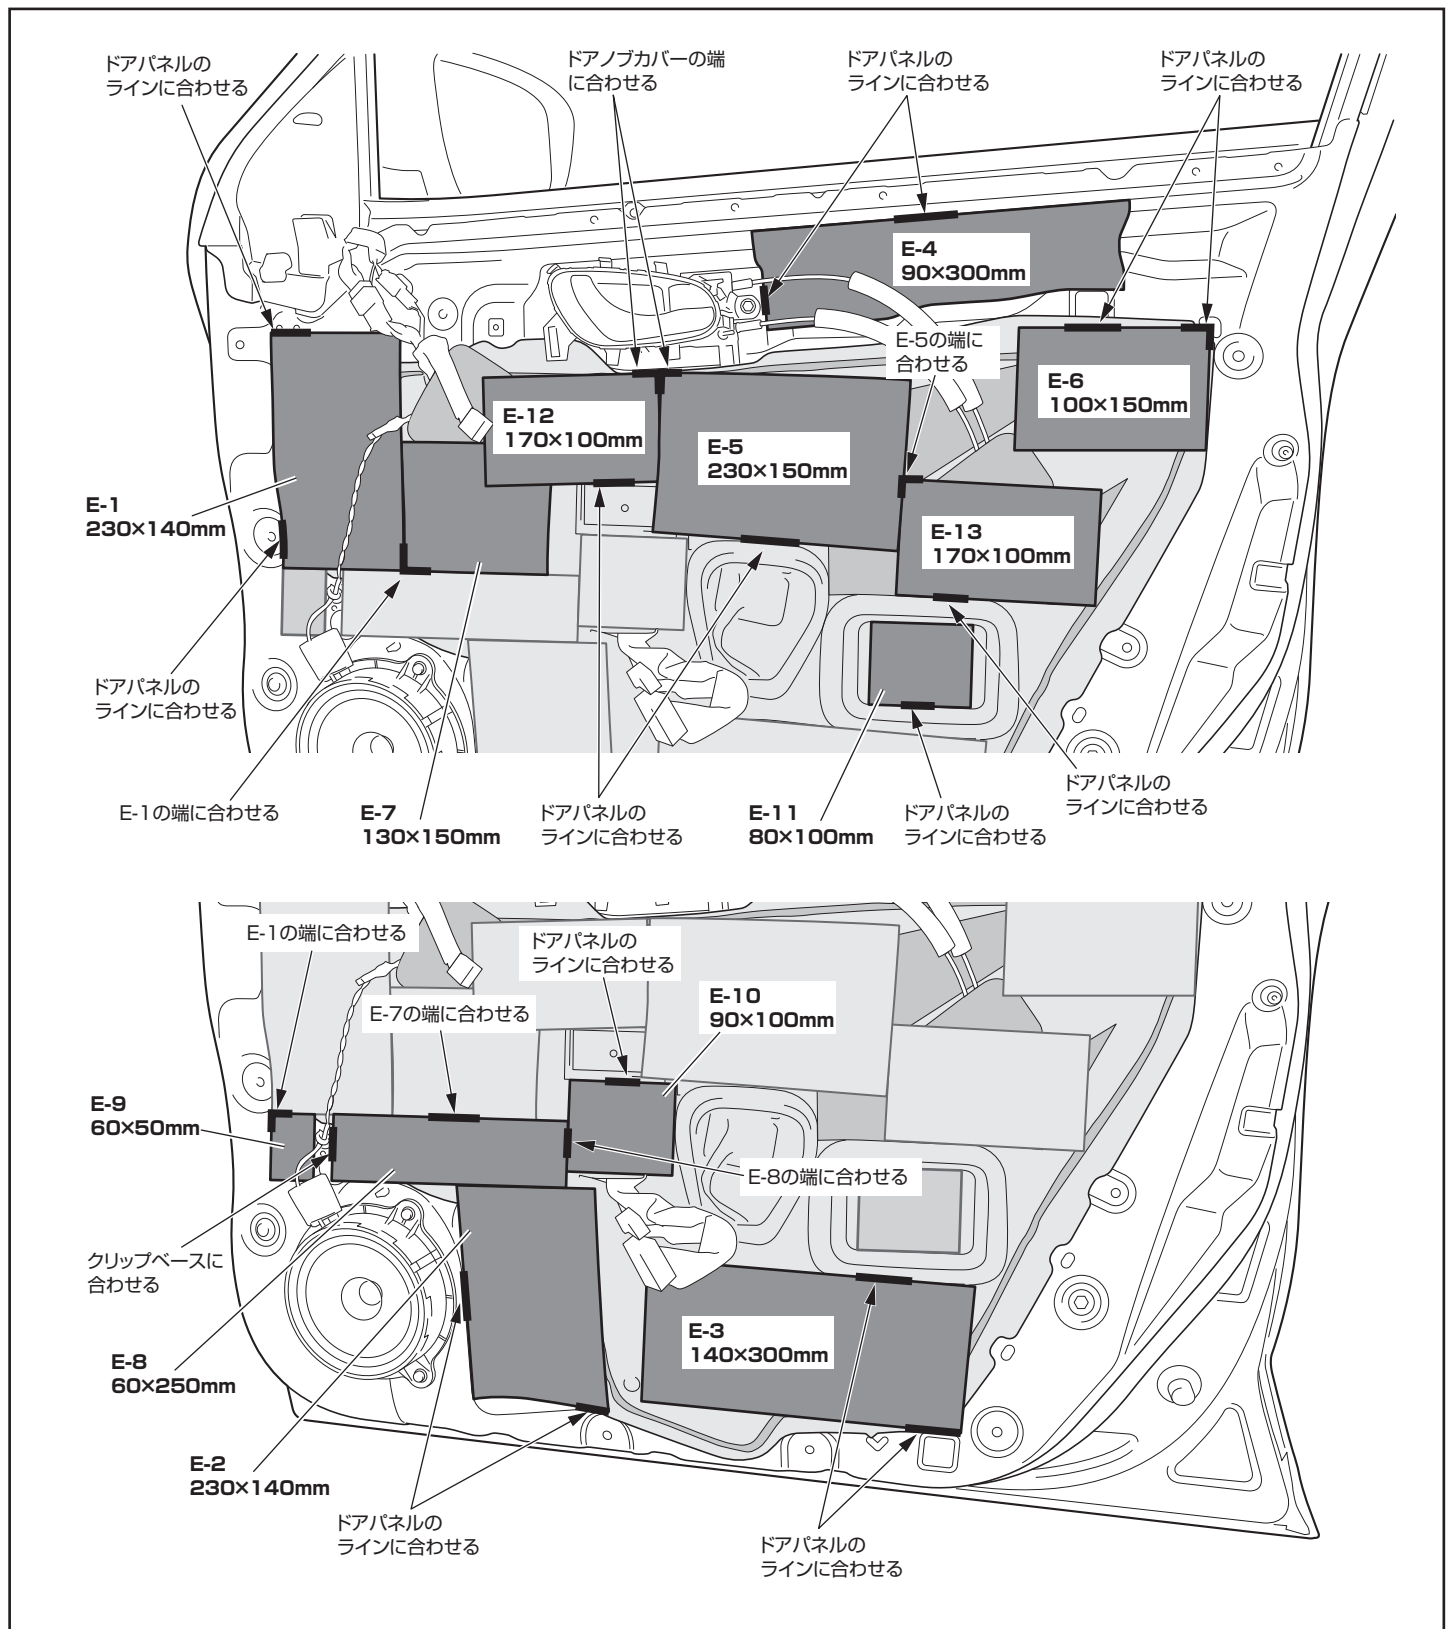 ドアパネルの
ラインに合わせる
ドアノブカバーの端
に合わせる
ドアパネルの
ラインに合わせる
ドアパネルの
ラインに合わせる
E-4
90×300mm
E-5の端に
合わせる
E-6
100×150mm
E-12
170×100mm
E-5
230×150mm
E-1
230×140mm
E-13
170×100mm
ドアパネルの
ラインに合わせる
E-1の端に合わせる
E-7
130×150mm
ドアパネルの
ラインに合わせる
E-11
80×100mm
ドアパネルの
ラインに合わせる
ドアパネルの
ラインに合わせる
E-1の端に合わせる
ドアパネルの
ラインに合わせる
E-7の端に合わせる
E-10
90×100mm
E-9
60×50mm
E-8の端に合わせる
クリップベースに
合わせる
E-3
140×300mm
E-8
60×250mm
E-2
230×140mm
ドアパネルの
ラインに合わせる
ドアパネルの
ラインに合わせる